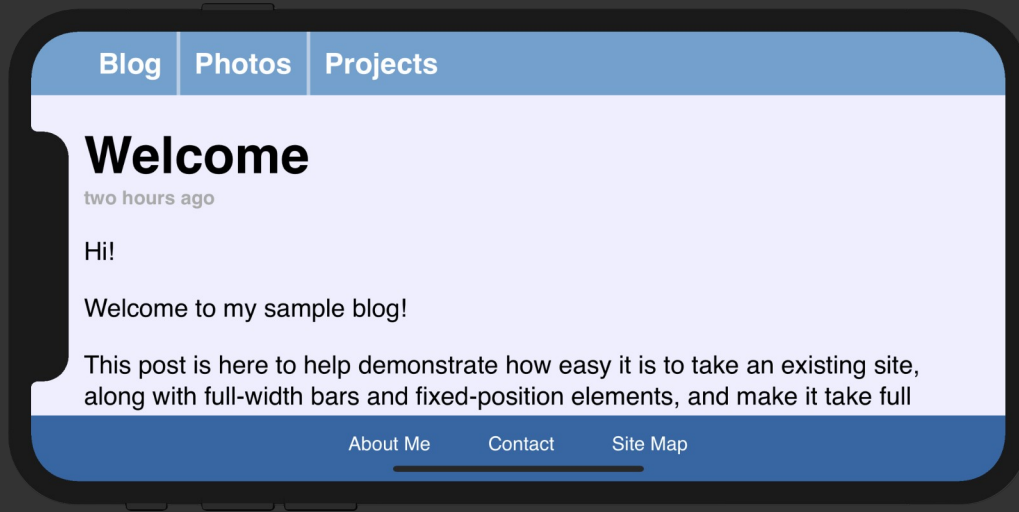 Blog Photos Projects
Welcome
two hours ago
Hi!
Welcome to my sample blog!
This post is here to help demonstrate how easy it is to take an existing site,
along with full-width bars and fixed-position elements, and make it take full
About Me Contact Site Map